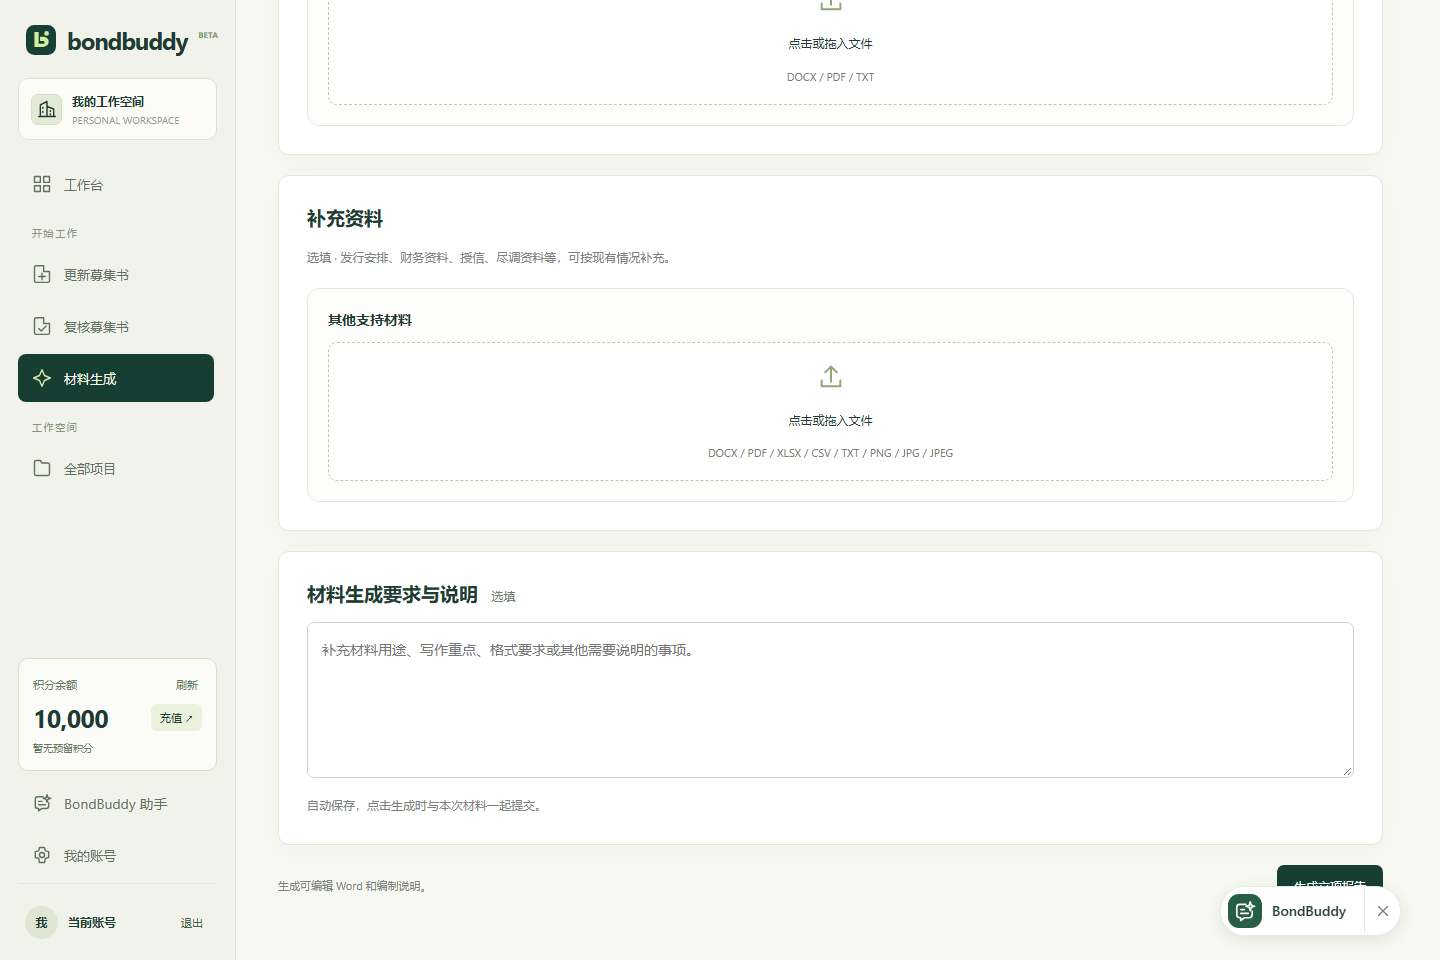 bondbuddy BETA
我的工作空间
PERSONAL WORKSPACE
工作台
开始工作
更新募集书
复核募集书
材料生成
工作空间
全部项目
积分余额 刷新
10,000 充值 ↗
暂无预留积分
BondBuddy 助手
我的账号
我 当前账号 退出
点击或拖入文件
DOCX / PDF / TXT
补充资料
选填 · 发行安排、财务资料、授信、尽调资料等，可按现有情况补充。
其他支持材料
点击或拖入文件
DOCX / PDF / XLSX / CSV / TXT / PNG / JPG / JPEG
材料生成要求与说明 选填
补充材料用途、写作重点、格式要求或其他需要说明的事项。
自动保存，点击生成时与本次材料一起提交。
生成可编辑 Word 和编制说明。
生成立项报告
BondBuddy